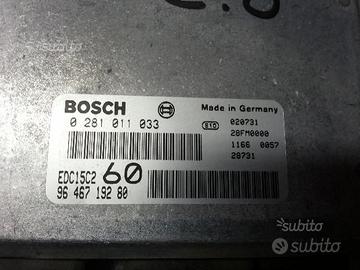 BOSCH
Made in Germany
0 281 011 033
020731
28FM0000
1166 0057
28731
EDC15C2 60
96 467 192 80
subito
subito